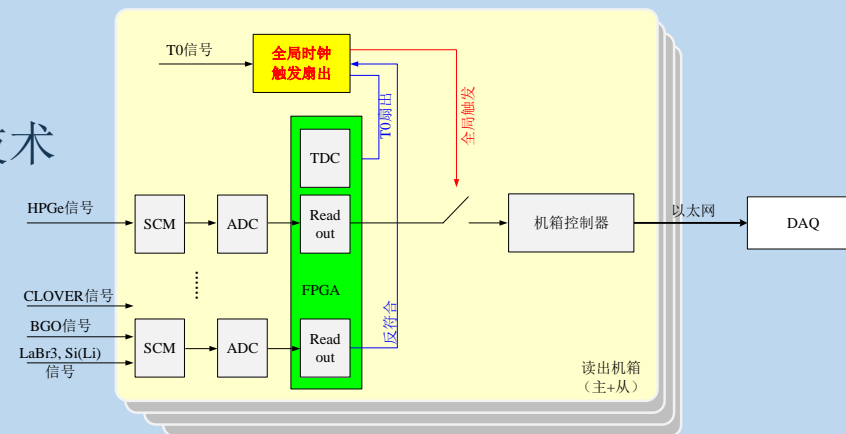 T0信号
全局时钟
触发扇出
T0扇出
全局触发
术
TDC
HPGe信号
SCM
ADC
Read
out
机箱控制器
以太网
DAQ
......
FPGA
CLOVER信号
BGO信号
LaBr3, Si(Li)
信号
SCM
ADC
Read
out
反符合
读出机箱
（主+从）